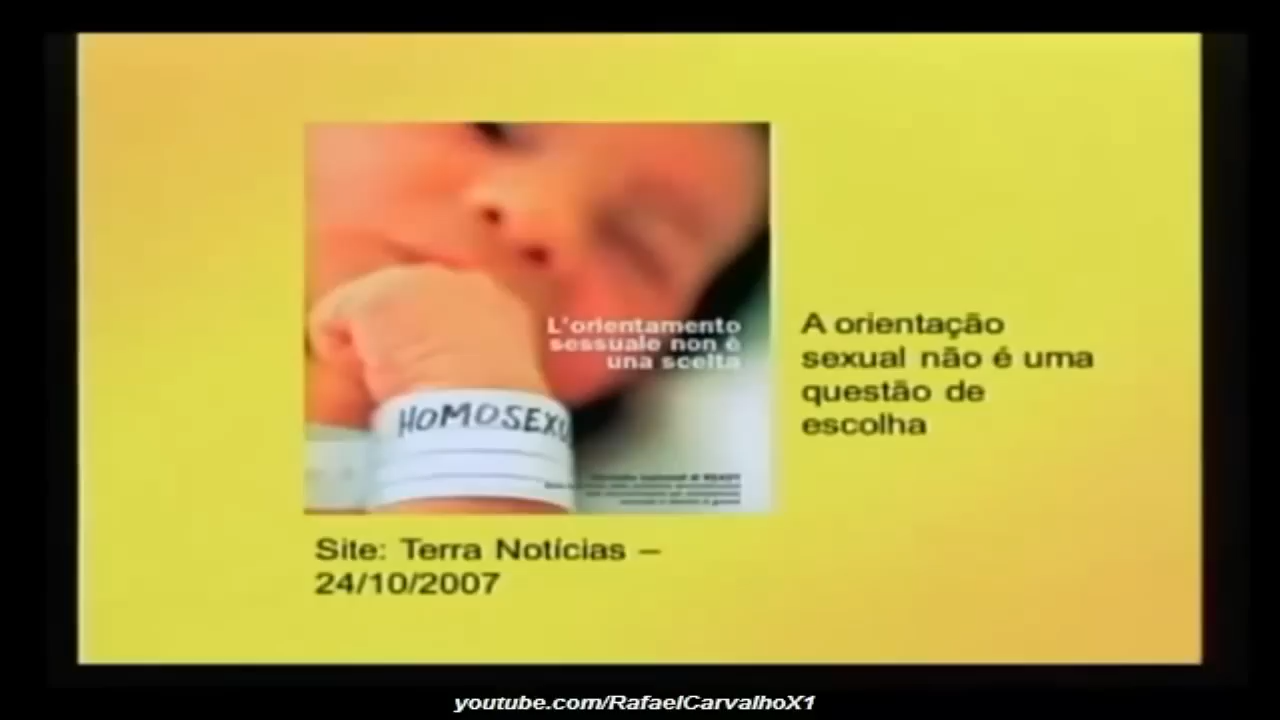 L'orientamento
sessuale non è
una scelta
HOMOSEXU
A orientação
sexual não é uma
questão de
escolha
Site: Terra Notícias –
24/10/2007
youtube.com/RafaelCarvalhoX1